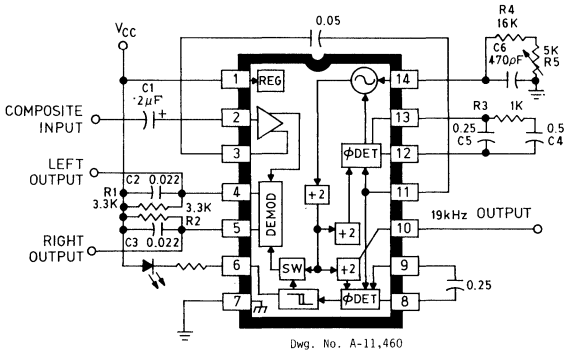 0.05
R4
16K
VCC
C6
470pF
5K
R5
C1
.2µF
+
1
REG
14
COMPOSITE
INPUT
2
13
R3
1K
0.25
C5
0.5
C4
3
φDET
12
LEFT
OUTPUT
C2 0.022
R1
3.3K
3.3K
R2
4
DEMOD
÷2
11
5
÷2
10
19kHz OUTPUT
C3 0.022
RIGHT
OUTPUT
6
SW
÷2
9
0.25
7
φDET
8
Dwg. No. A-11,460